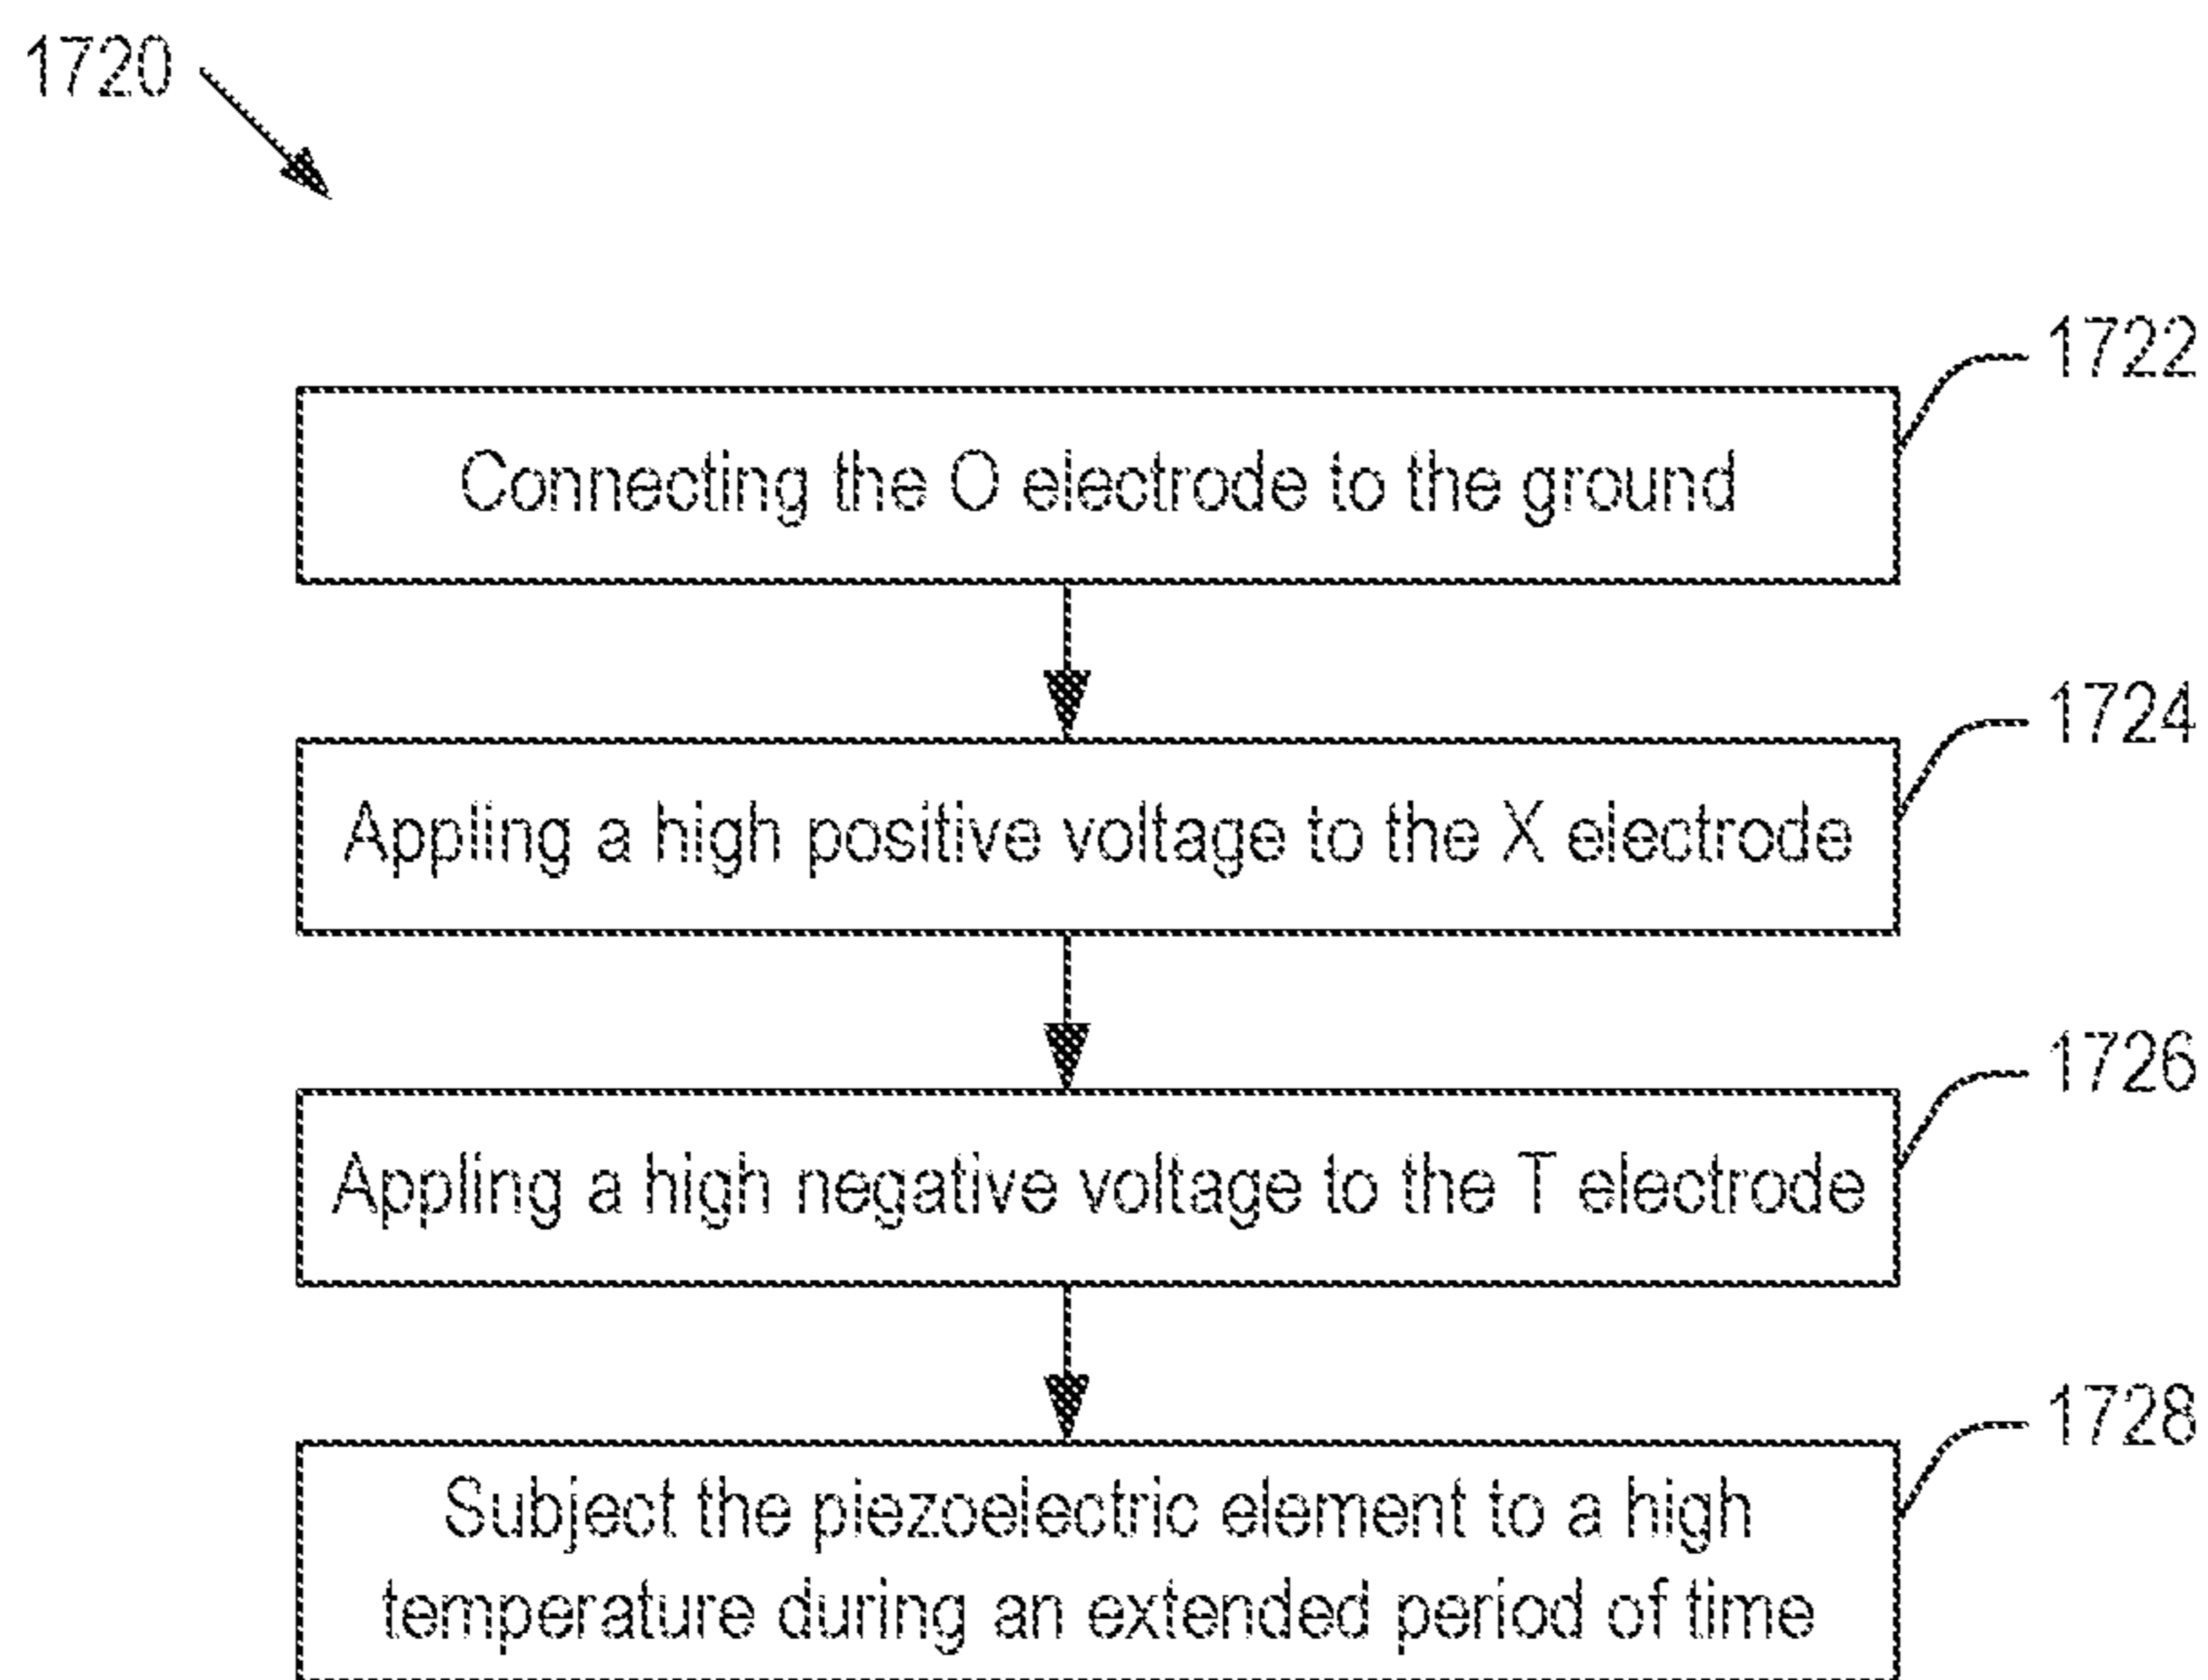 1720
1722
Connecting the O electrode to the ground
1724
Appling a high positive voltage to the X electrode
1726
Appling a high negative voltage to the T electrode
1728
Subject the piezoelectric element to a high
temperature during an extended period of time